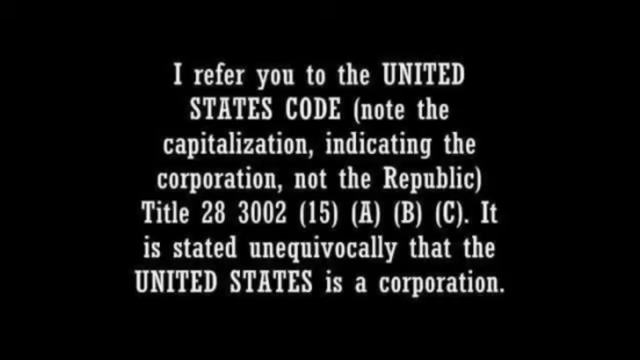 I refer you to the UNITED
STATES CODE (note the
capitalization, indicating the
corporation, not the Republic)
Title 28 3002 (15) (A) (B) (C). It
is stated unequivocally that the
UNITED STATES is a corporation.